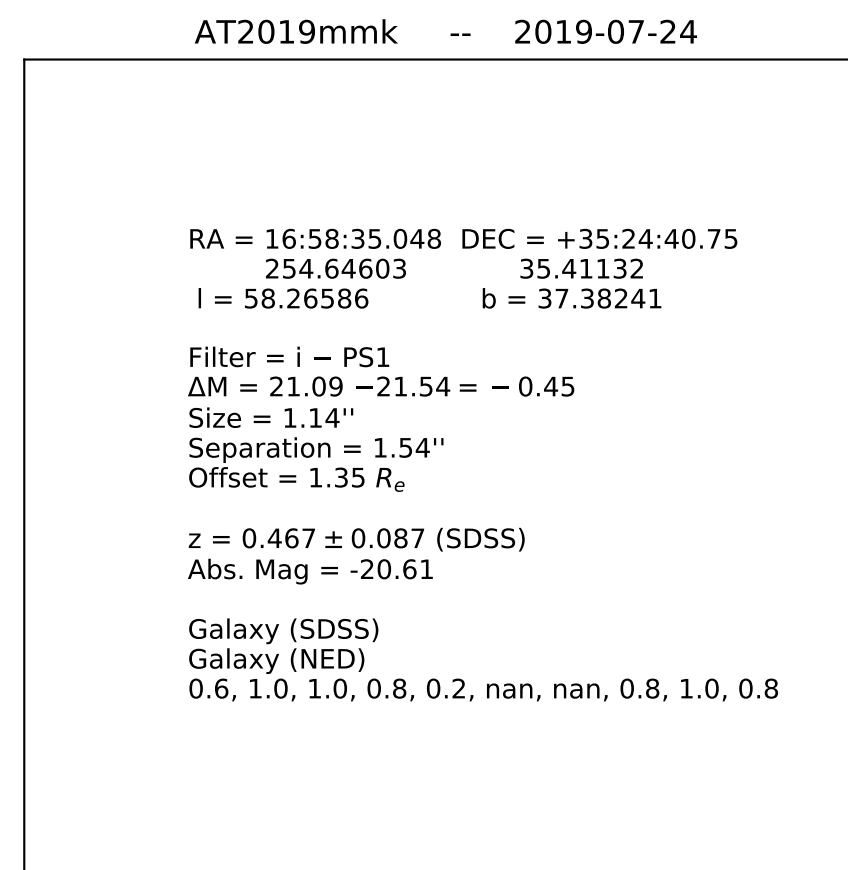 AT2019mmk -- 2019-07-24
RA = 16:58:35.048 DEC = +35:24:40.75
254.64603 35.41132
l = 58.26586 b = 37.38241
Filter = i − PS1
ΔM = 21.09 −21.54 = − 0.45
Size = 1.14''
Separation = 1.54''
Offset = 1.35 Rₑ
z = 0.467 ± 0.087 (SDSS)
Abs. Mag = -20.61
Galaxy (SDSS)
Galaxy (NED)
0.6, 1.0, 1.0, 0.8, 0.2, nan, nan, 0.8, 1.0, 0.8